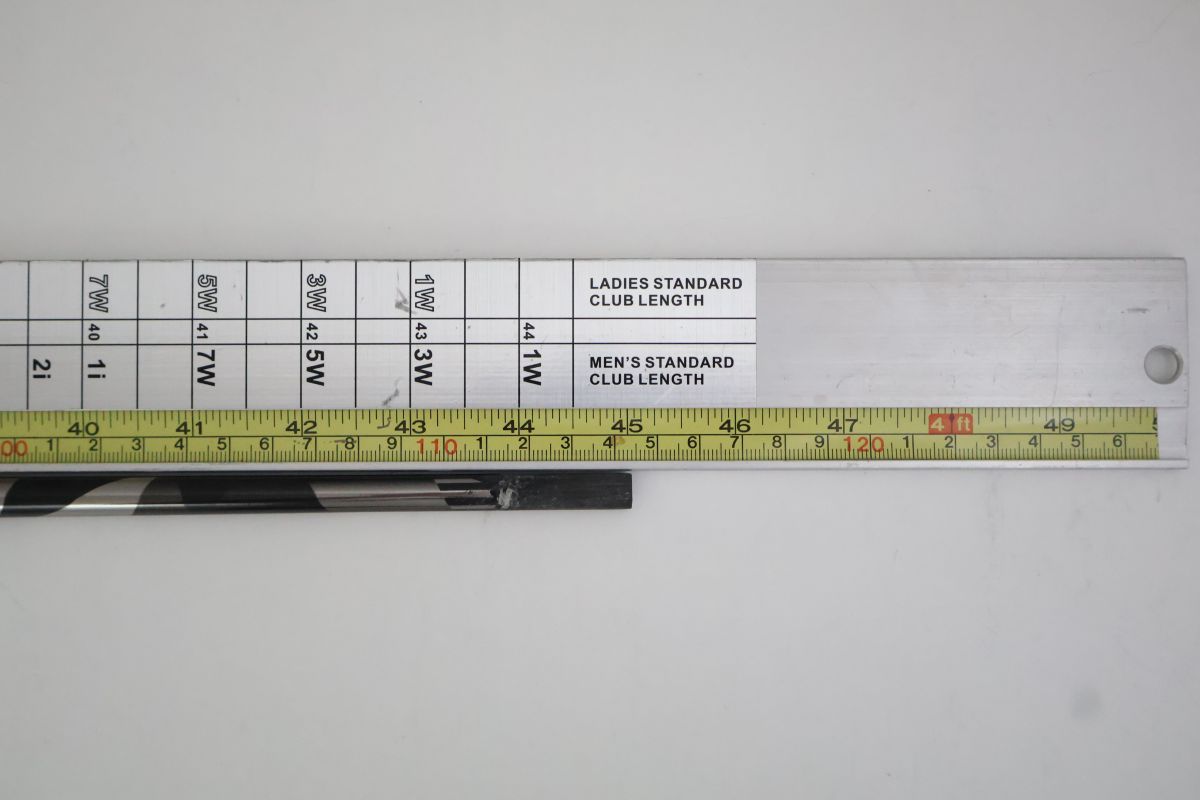 7W 5W 3W 1W LADIES STANDARD
CLUB LENGTH
40 41 42 43 44
2i 1i 7W 5W 3W 1W MEN'S STANDARD
CLUB LENGTH
40 41 42 43 44 45 46 47 4 ft 49
00 1 2 3 4 5 6 7 8 9 110 1 2 3 4 5 6 7 8 9 120 1 2 3 4 5 6